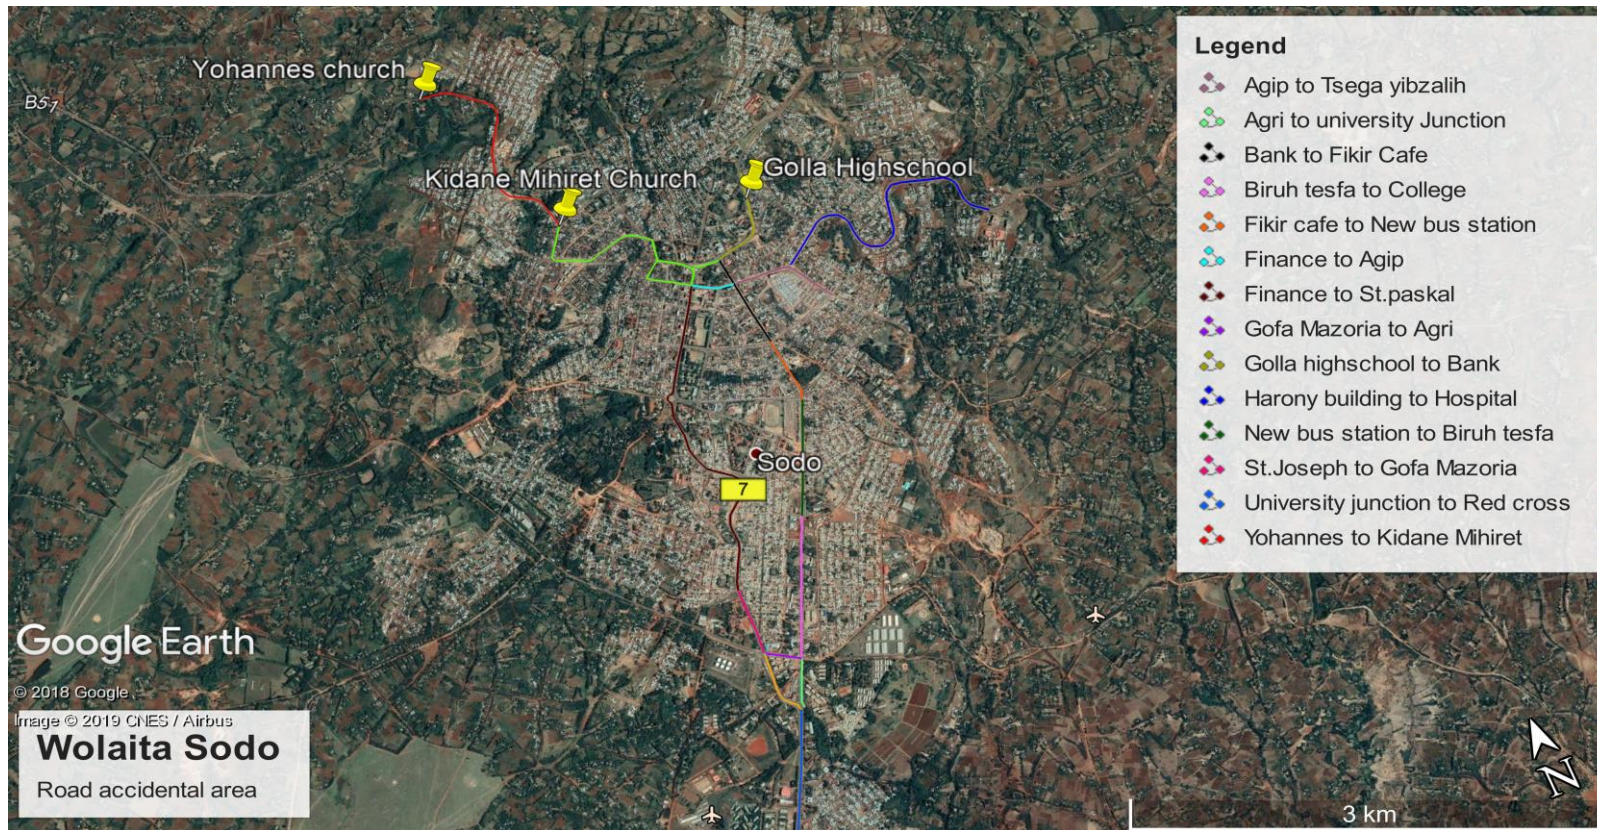 Yohannes church
B51
Kidane Mihiret Church
Golla Highschool
Sodo
7
Legend
Agip to Tsega yibzalih
Agri to university Junction
Bank to Fikir Cafe
Biruh tesfa to College
Fikir cafe to New bus station
Finance to Agip
Finance to St.paskal
Gofa Mazoria to Agri
Golla highschool to Bank
Harony building to Hospital
New bus station to Biruh tesfa
St.Joseph to Gofa Mazoria
University junction to Red cross
Yohannes to Kidane Mihiret
Google Earth
© 2018 Google
Image © 2019 CNES / Airbus
Wolaita Sodo
Road accidental area
N
3 km